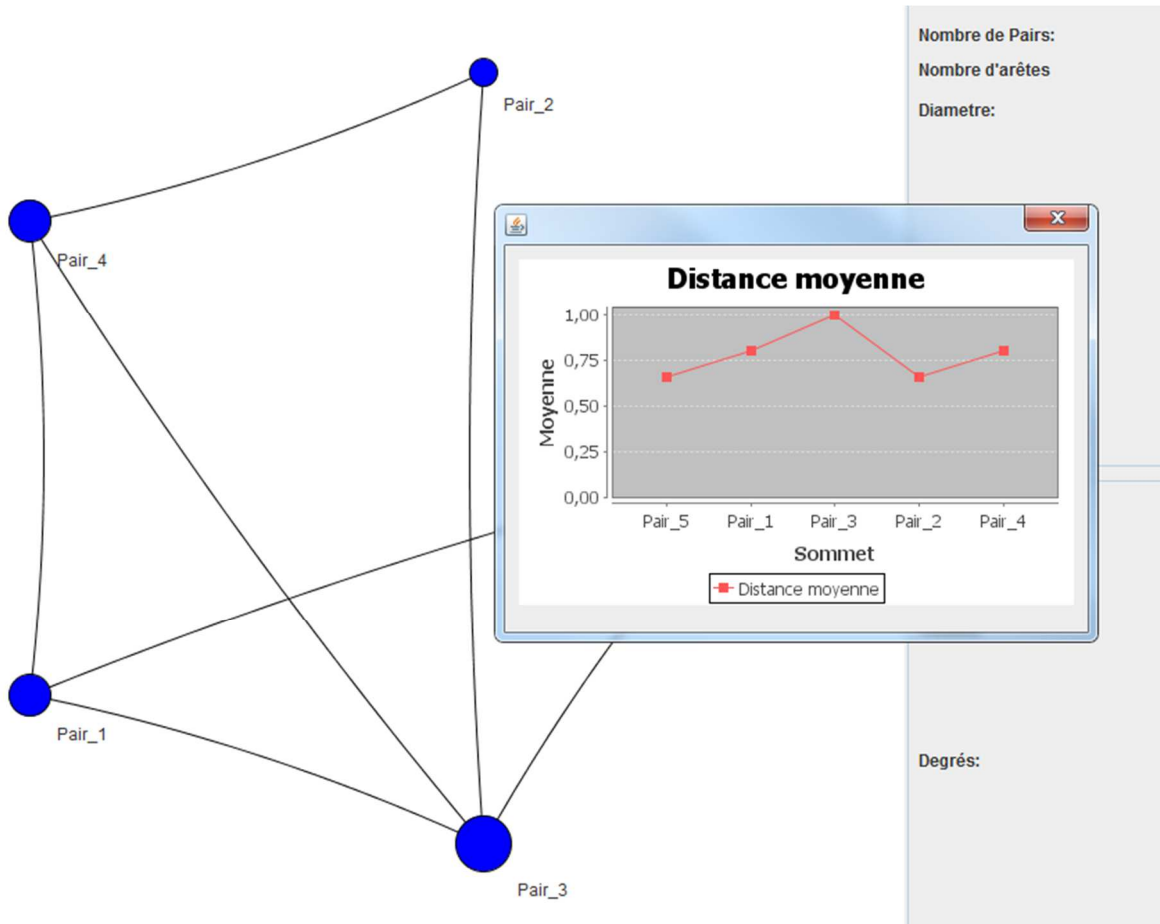 Nombre de Pairs:
Nombre d'arêtes
Diametre:
Pair_2
Pair_4
Distance moyenne
1,00
0,75
0,50
0,25
0,00
Moyenne
Pair_5 Pair_1 Pair_3 Pair_2 Pair_4
Sommet
Distance moyenne
Pair_1
Degrés:
Pair_3